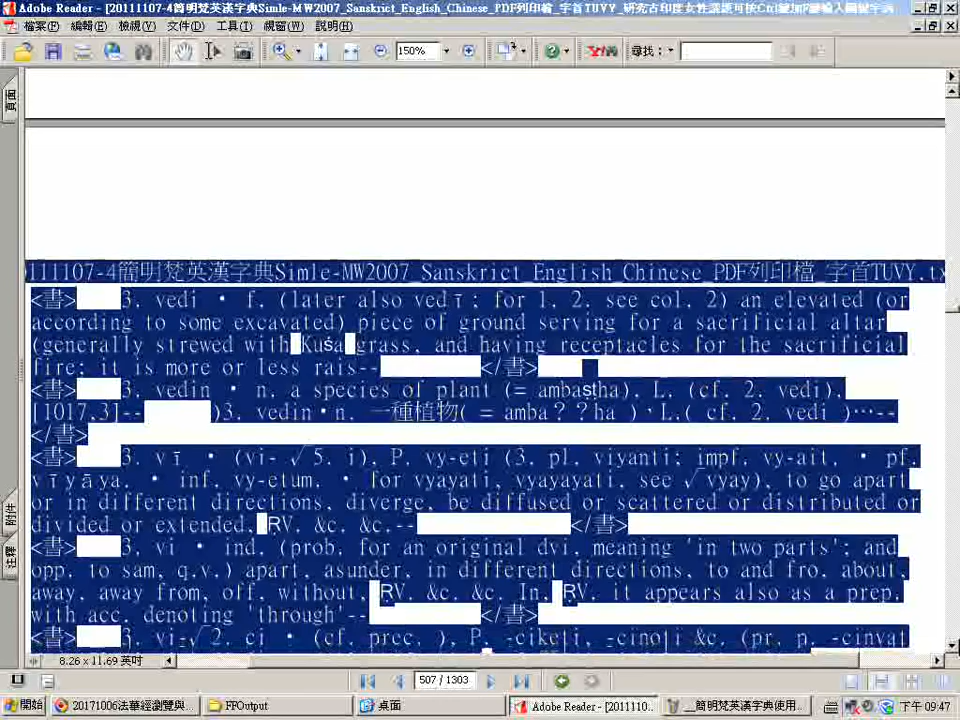 Adobe Reader - [20111107-4簡明梵英漢字典Simle-MW2007_Sanskrict_English_Chinese_PDF列印檔_字首TUVY_研究古印度女性課題可按Ctrl鍵加F鍵輸入關鍵字詞
檔案(F) 編輯(E) 檢視(V) 文件(D) 工具(T) 視窗(W) 說明(H)
150% 尋找:
頁面
)111107-4簡明梵英漢字典Simle-MW2007_Sanskrict_English_Chinese_PDF列印檔_字首TUVY.tx
<書> 3. vedi • f. (later also vedī; for 1. 2. see col. 2) an elevated (or
according to some excavated) piece of ground serving for a sacrificial altar
(generally strewed with Kuśa grass, and having receptacles for the sacrificial
fire; it is more or less rais-- </書>
<書> 3. vedin • n. a species of plant (= ambaṣṭha), L. (cf. 2. vedi).
[1017,3]-- )3. vedin•n. 一種植物( = amba??ha )，L.( cf. 2. vedi )…--
</書>
<書> 3. vī • (vi- √ 5. i), P. vy-eti (3. pl. viyanti; impf. vy-ait, • pf.
vīyāya. • inf. vy-etum, • for vyayati, vyayayati, see √ vyay), to go apart
or in different directions, diverge, be diffused or scattered or distributed or
divided or extended, RV. &c. &c.-- </書>
<書> 3. vi • ind. (prob. for an original dvi, meaning 'in two parts'; and
opp. to sam, q.v.) apart, asunder, in different directions, to and fro, about,
away, away from, off, without, RV. &c. &c. In, RV. it appears also as a prep.
with acc. denoting 'through'-- </書>
<書> 3. vi-√ 2. ci • (cf. prec. ), P. -ciketi, -cinoti &c. (pr. p. -cinvat
附件
註釋
8.26 x 11.69 英吋
507 / 1303
開始 20171006法華經瀏覽與... FFOutput 桌面 Adobe Reader - [2011110... __簡明梵英字典使用... 下午 09:47